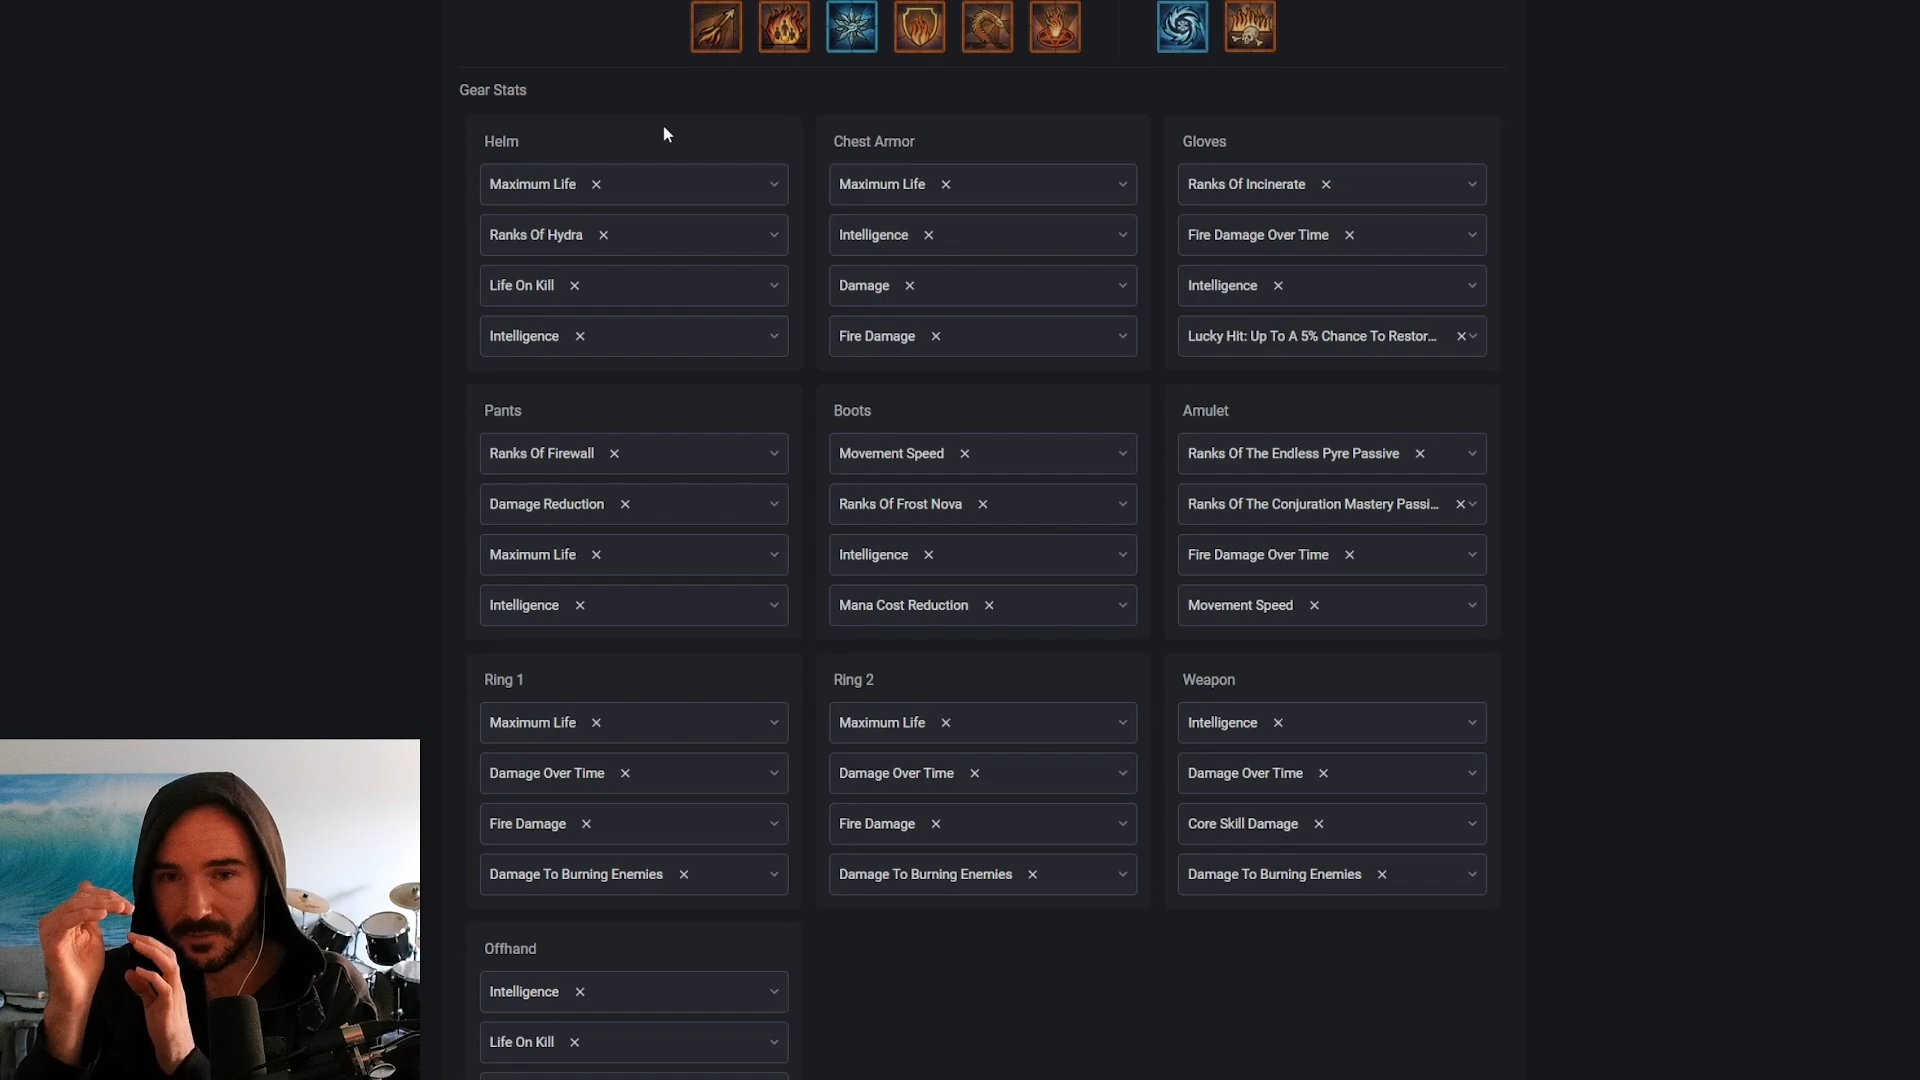 Gear Stats
Helm
Maximum Life
Ranks Of Hydra
Life On Kill
Intelligence
Chest Armor
Maximum Life
Intelligence
Damage
Fire Damage
Gloves
Ranks Of Incinerate
Fire Damage Over Time
Intelligence
Lucky Hit: Up To A 5% Chance To Restor...
Pants
Ranks Of Firewall
Damage Reduction
Maximum Life
Intelligence
Boots
Movement Speed
Ranks Of Frost Nova
Intelligence
Mana Cost Reduction
Amulet
Ranks Of The Endless Pyre Passive
Ranks Of The Conjuration Mastery Passi...
Fire Damage Over Time
Movement Speed
Ring 1
Maximum Life
Damage Over Time
Fire Damage
Damage To Burning Enemies
Ring 2
Maximum Life
Damage Over Time
Fire Damage
Damage To Burning Enemies
Weapon
Intelligence
Damage Over Time
Core Skill Damage
Damage To Burning Enemies
Offhand
Intelligence
Life On Kill